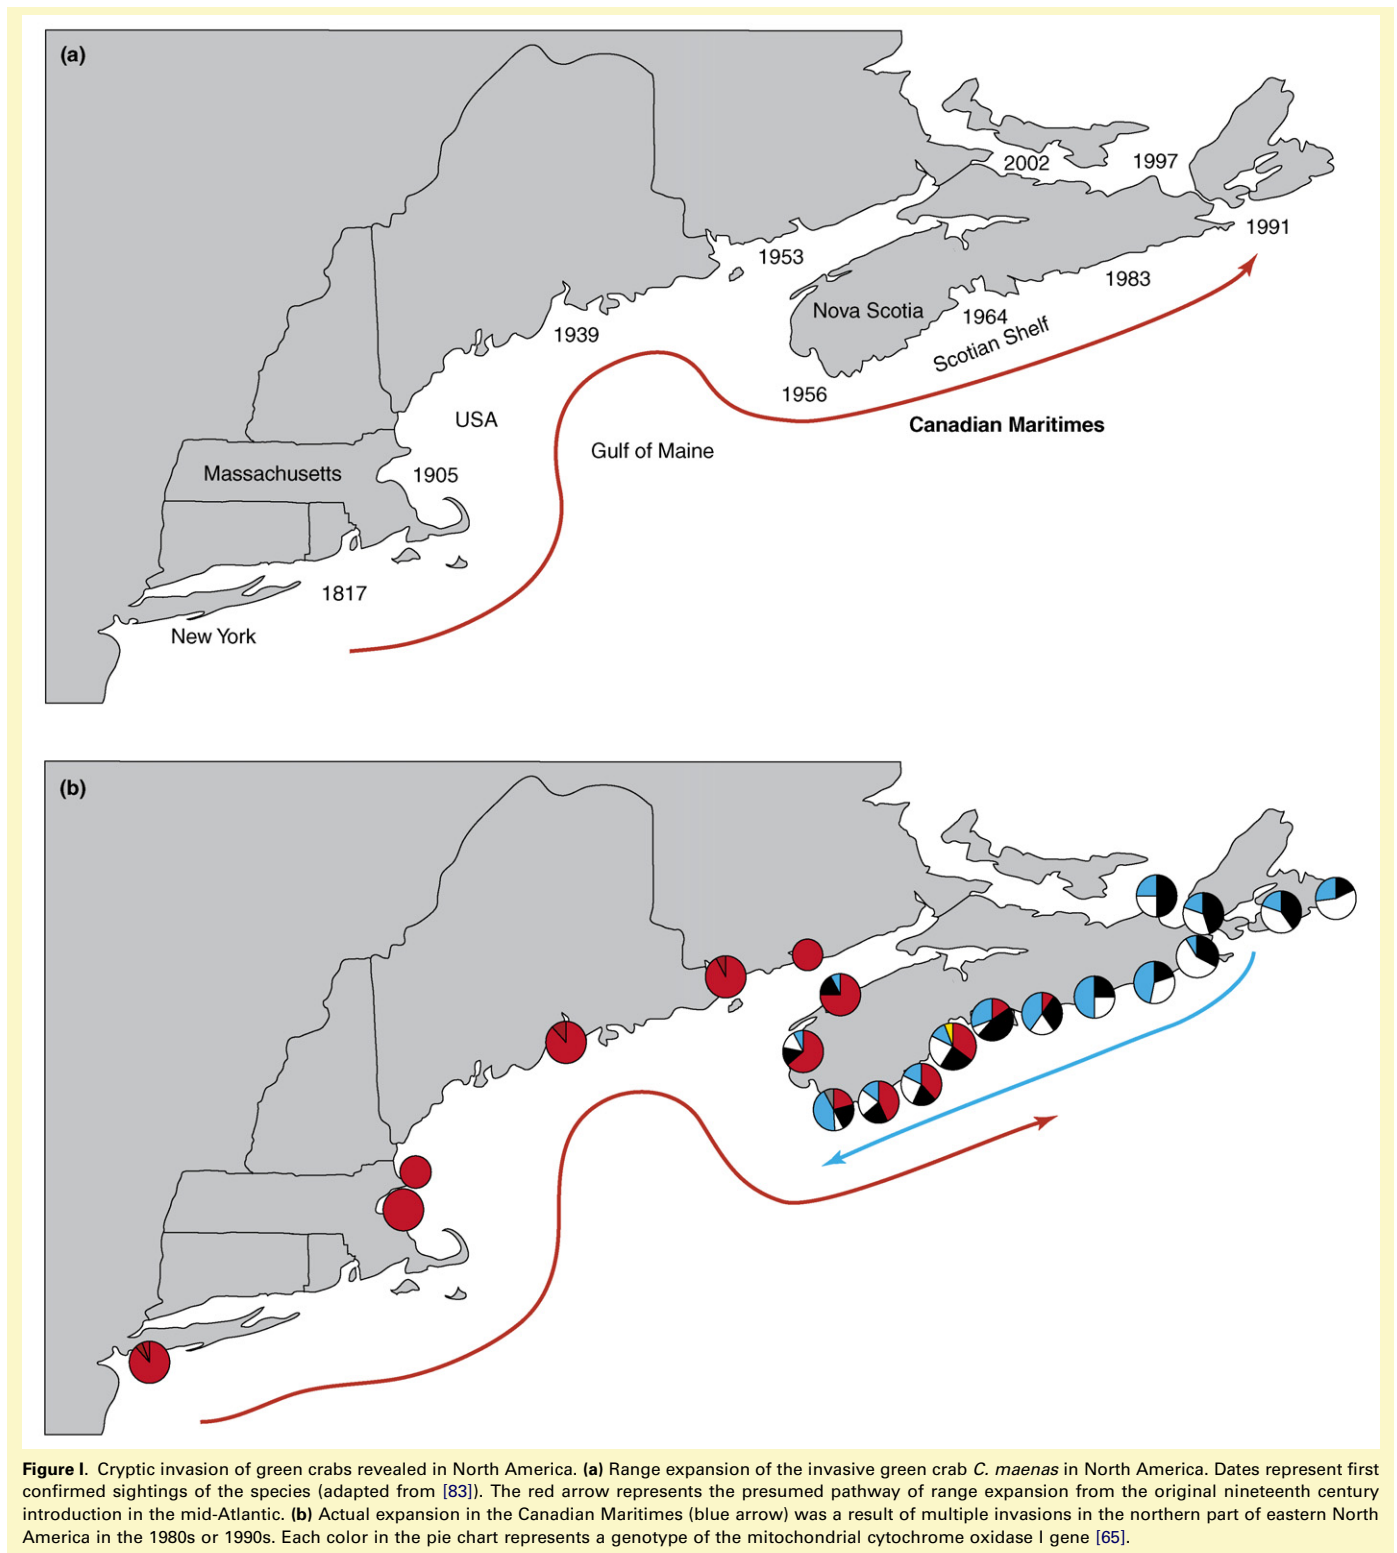 (a)
2002
1997
1991
1953
1983
Nova Scotia
1964
1939
Scotian Shelf
1956
USA
Canadian Maritimes
Gulf of Maine
Massachusetts
1905
1817
New York
(b)
Figure I. Cryptic invasion of green crabs revealed in North America. (a) Range expansion of the invasive green crab C. maenas in North America. Dates represent first
confirmed sightings of the species (adapted from [83]). The red arrow represents the presumed pathway of range expansion from the original nineteenth century
introduction in the mid-Atlantic. (b) Actual expansion in the Canadian Maritimes (blue arrow) was a result of multiple invasions in the northern part of eastern North
America in the 1980s or 1990s. Each color in the pie chart represents a genotype of the mitochondrial cytochrome oxidase I gene [65].